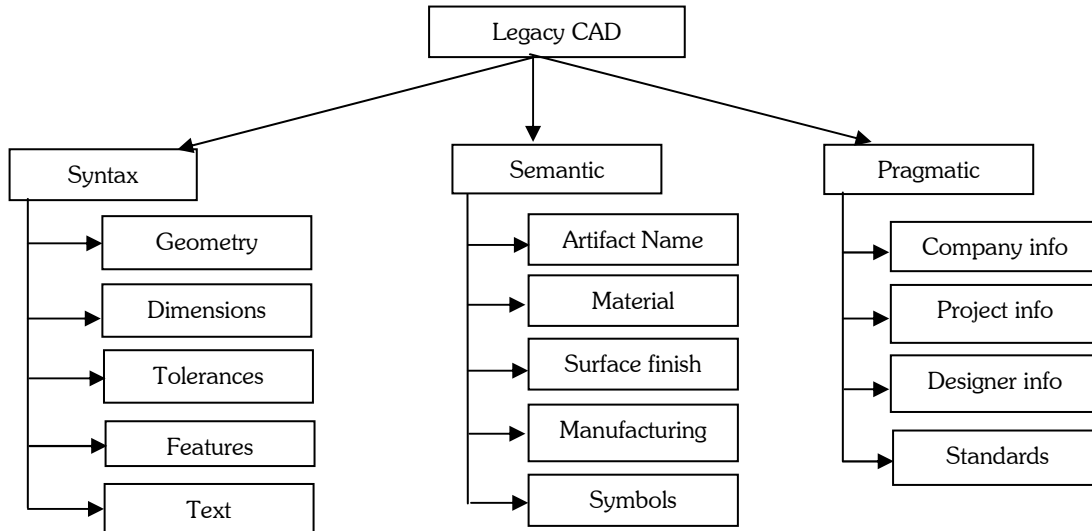 Legacy CAD
Syntax
Geometry
Dimensions
Tolerances
Features
Text
Semantic
Artifact Name
Material
Surface finish
Manufacturing
Symbols
Pragmatic
Company info
Project info
Designer info
Standards